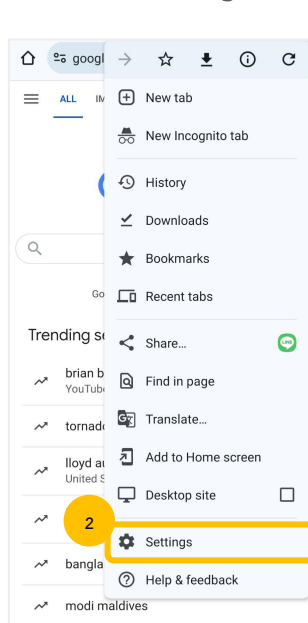 googl
ALL IM
New tab
New Incognito tab
History
Downloads
Bookmarks
Go
Recent tabs
Trending se
Share...
LINE
brian b
YouTube
Find in page
tornado
Translate...
lloyd au
United S
Add to Home screen
Desktop site
2
Settings
bangla
Help & feedback
modi maldives